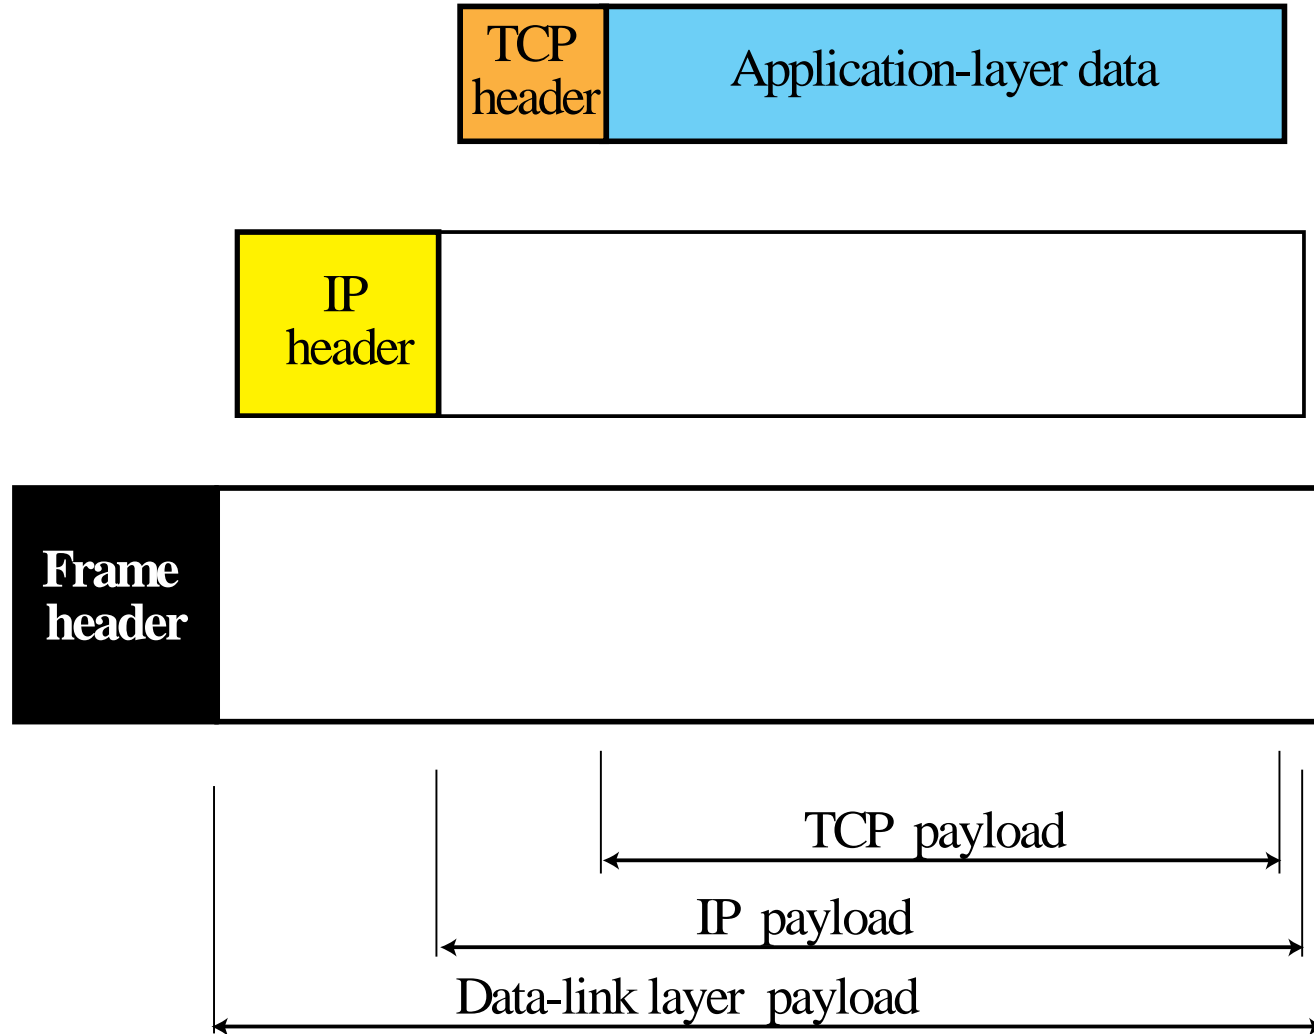 TCP
header
Application-layer data
IP
header
Frame
header
TCP payload
IP payload
Data-link layer payload